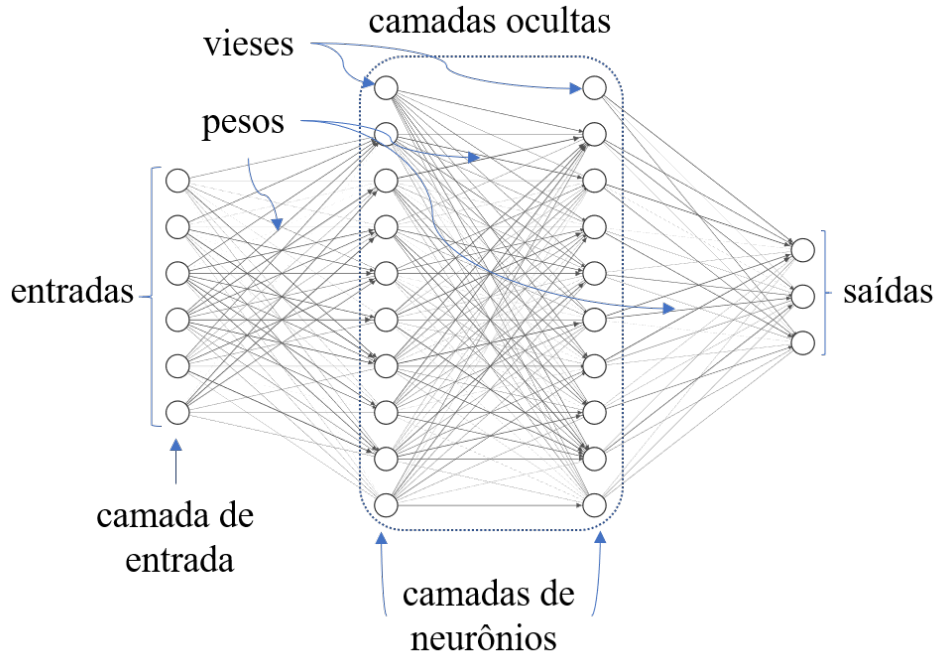 camadas ocultas
vieses
pesos
entradas
saídas
camada de
entrada
camadas de
neurônios